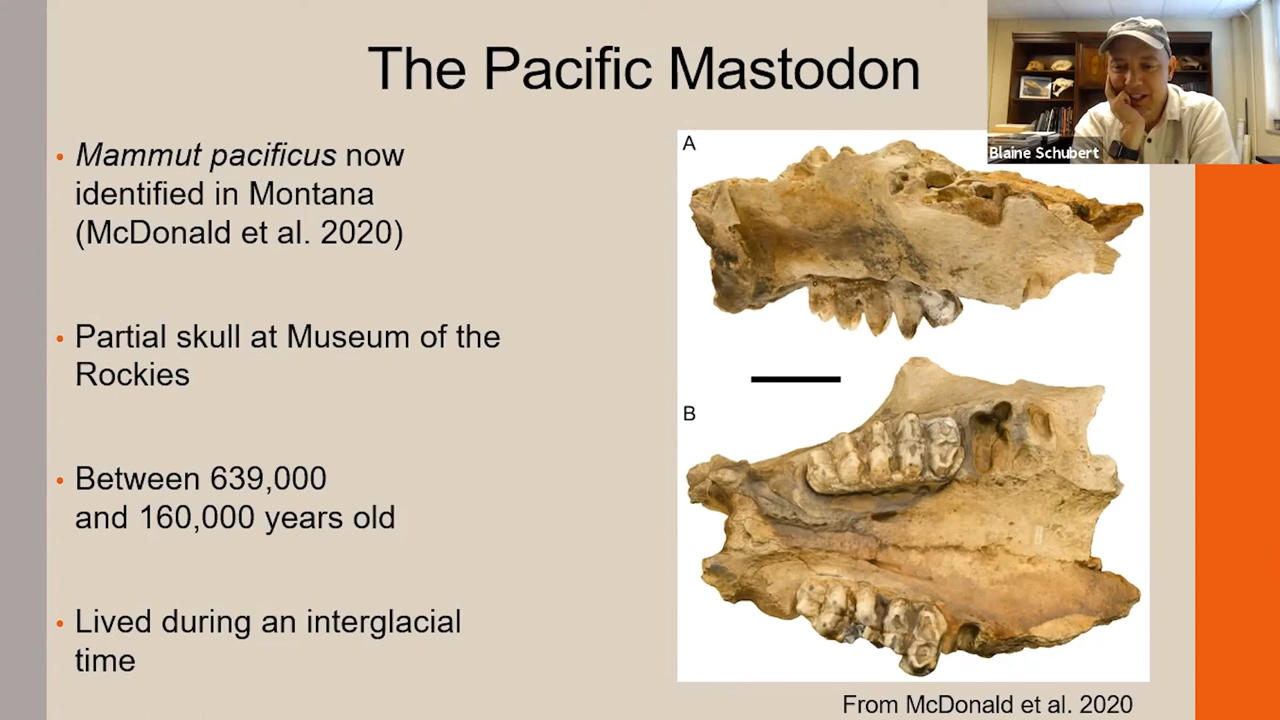 The Pacific Mastodon
Blaine Schubert
• Mammut pacificus now
identified in Montana
(McDonald et al. 2020)
• Partial skull at Museum of the
Rockies
• Between 639,000
and 160,000 years old
• Lived during an interglacial
time
A
B
From McDonald et al. 2020